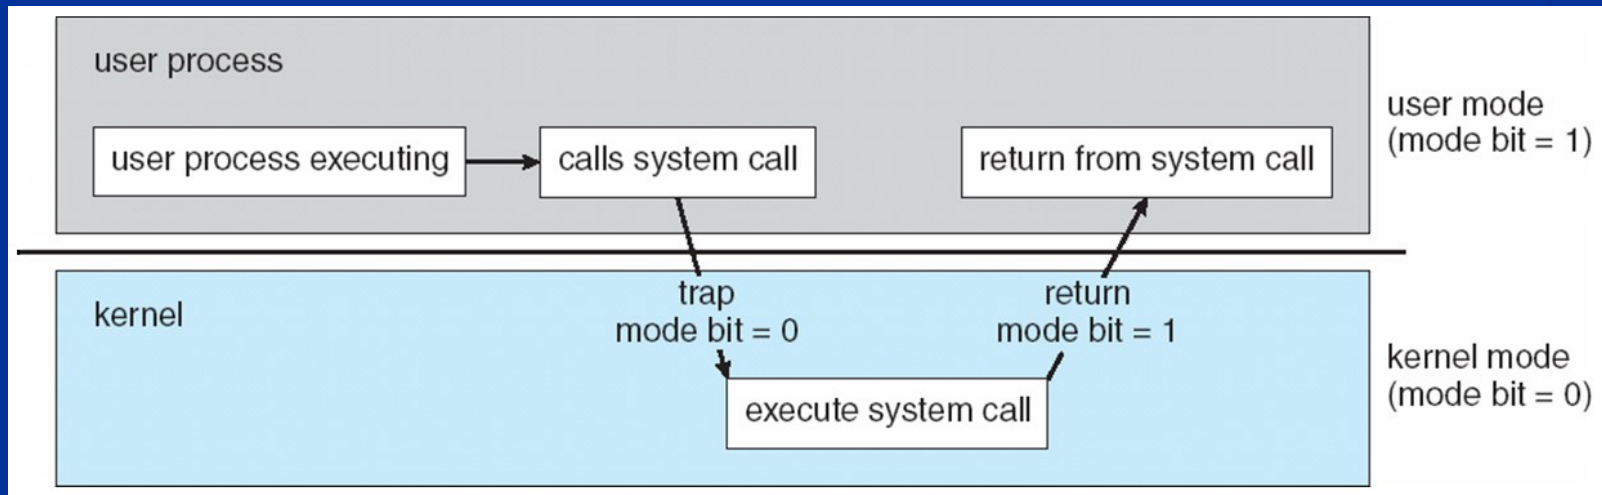 user process
user process executing
calls system call
return from system call
user mode
(mode bit = 1)
kernel
trap
mode bit = 0
return
mode bit = 1
execute system call
kernel mode
(mode bit = 0)